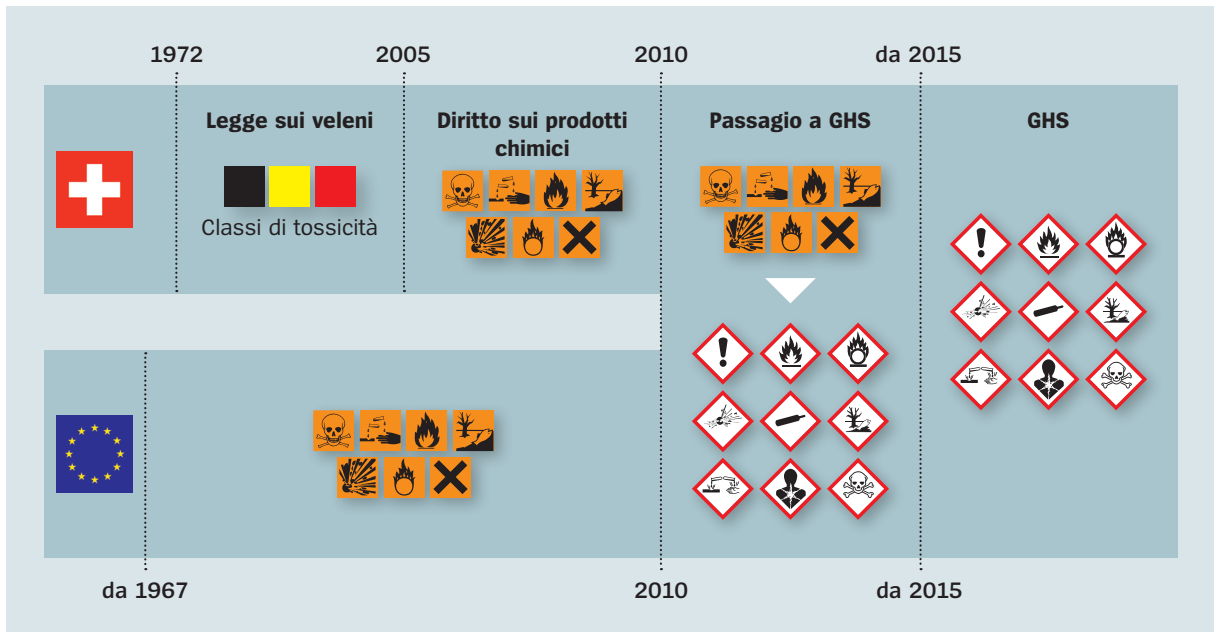 1972
2005
2010
da 2015
Legge sui veleni
Diritto sui prodotti
chimici
Passagio a GHS
GHS
Classi di tossicità
da 1967
2010
da 2015